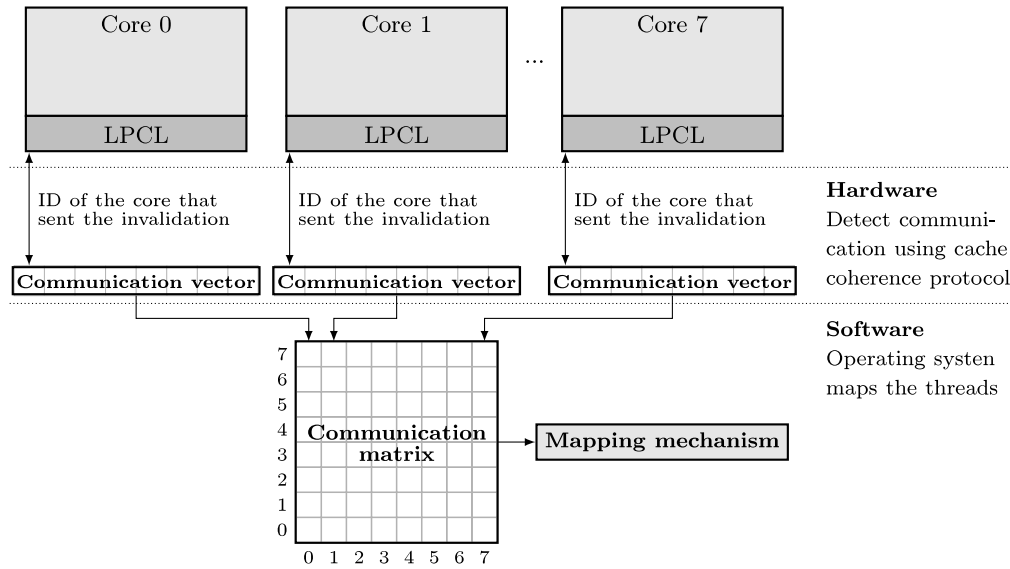 Core 0
Core 1
Core 7
...
LPCL
LPCL
LPCL
ID of the core that
sent the invalidation
ID of the core that
sent the invalidation
ID of the core that
sent the invalidation
Hardware
Detect communi-
cation using cache
coherence protocol
Communication vector
Communication vector
Communication vector
Software
Operating systen
maps the threads
7
6
5
4
3
2
1
0
Communication
matrix
Mapping mechanism
0 1 2 3 4 5 6 7